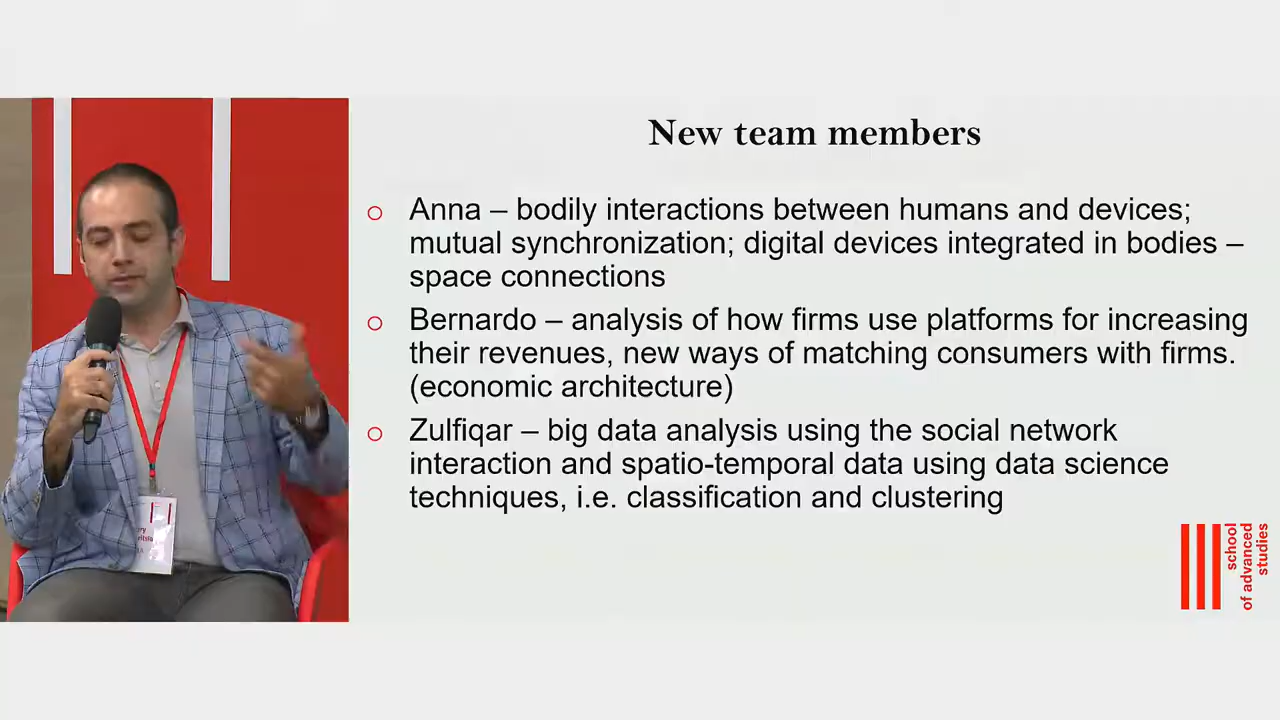 New team members
Anna – bodily interactions between humans and devices;
mutual synchronization; digital devices integrated in bodies –
space connections
Bernardo – analysis of how firms use platforms for increasing
their revenues, new ways of matching consumers with firms.
(economic architecture)
Zulfiqar – big data analysis using the social network
interaction and spatio-temporal data using data science
techniques, i.e. classification and clustering
school
of advanced
studies